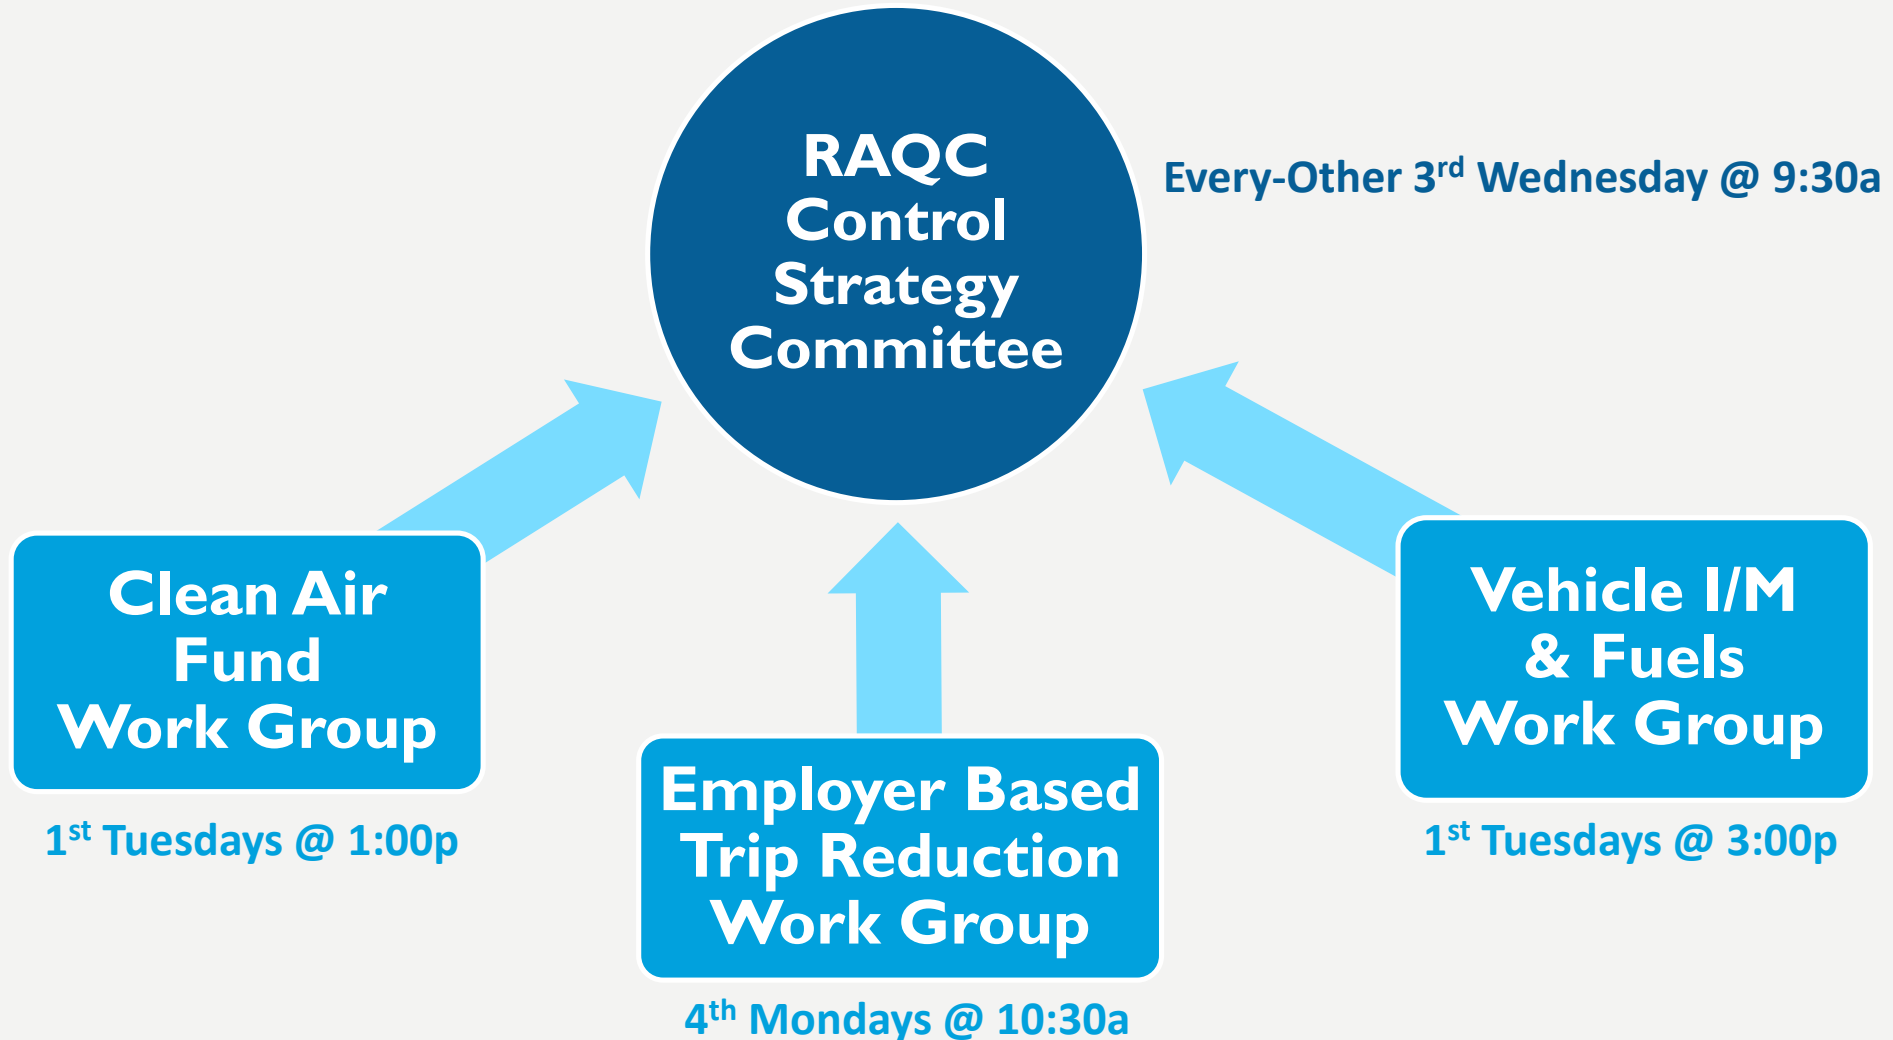 RAQC
Control
Strategy
Committee
Every-Other 3rd Wednesday @ 9:30a
Clean Air
Fund
Work Group
1st Tuesdays @ 1:00p
Employer Based
Trip Reduction
Work Group
4th Mondays @ 10:30a
Vehicle I/M
& Fuels
Work Group
1st Tuesdays @ 3:00p